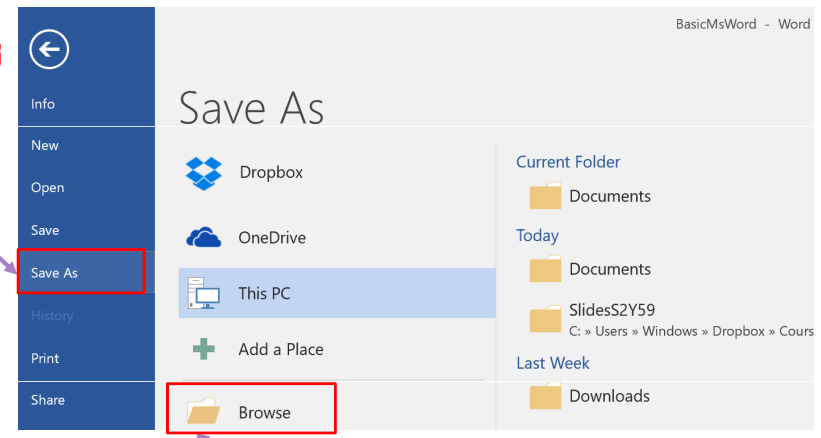 BasicMsWord - Word
Info
New
Open
Save
Save As
History
Print
Share
Save As
Dropbox
OneDrive
This PC
Add a Place
Browse
Current Folder
Documents
Today
Documents
SlidesS2Y59
C: » Users » Windows » Dropbox » Cours
Last Week
Downloads